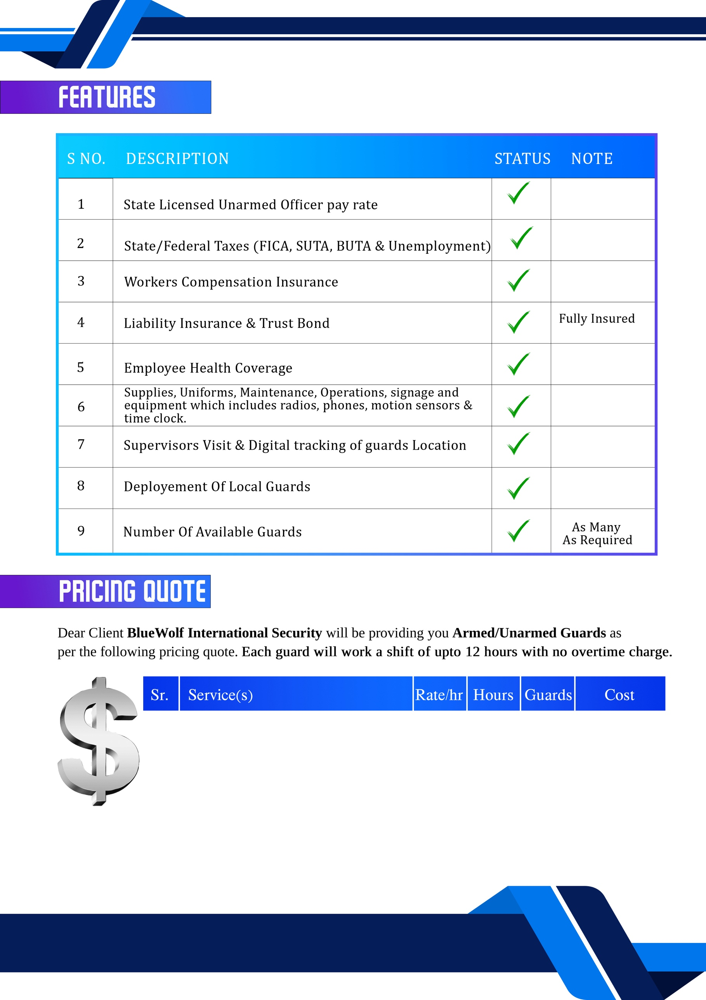 FEATURES
S NO. DESCRIPTION STATUS NOTE
1 State Licensed Unarmed Officer pay rate
2 State/Federal Taxes (FICA, SUTA, BUTA & Unemployment)
3 Workers Compensation Insurance
4 Liability Insurance & Trust Bond Fully Insured
5 Employee Health Coverage
Supplies, Uniforms, Maintenance, Operations, signage and
6 equipment which includes radios, phones, motion sensors &
time clock.
7 Supervisors Visit & Digital tracking of guards Location
8 Deployement Of Local Guards
9 Number Of Available Guards As Many
As Required
PRICING QUOTE
Dear Client BlueWolf International Security will be providing you Armed/Unarmed Guards as
per the following pricing quote. Each guard will work a shift of upto 12 hours with no overtime charge.
Sr. Service(s) Rate/hr Hours Guards Cost